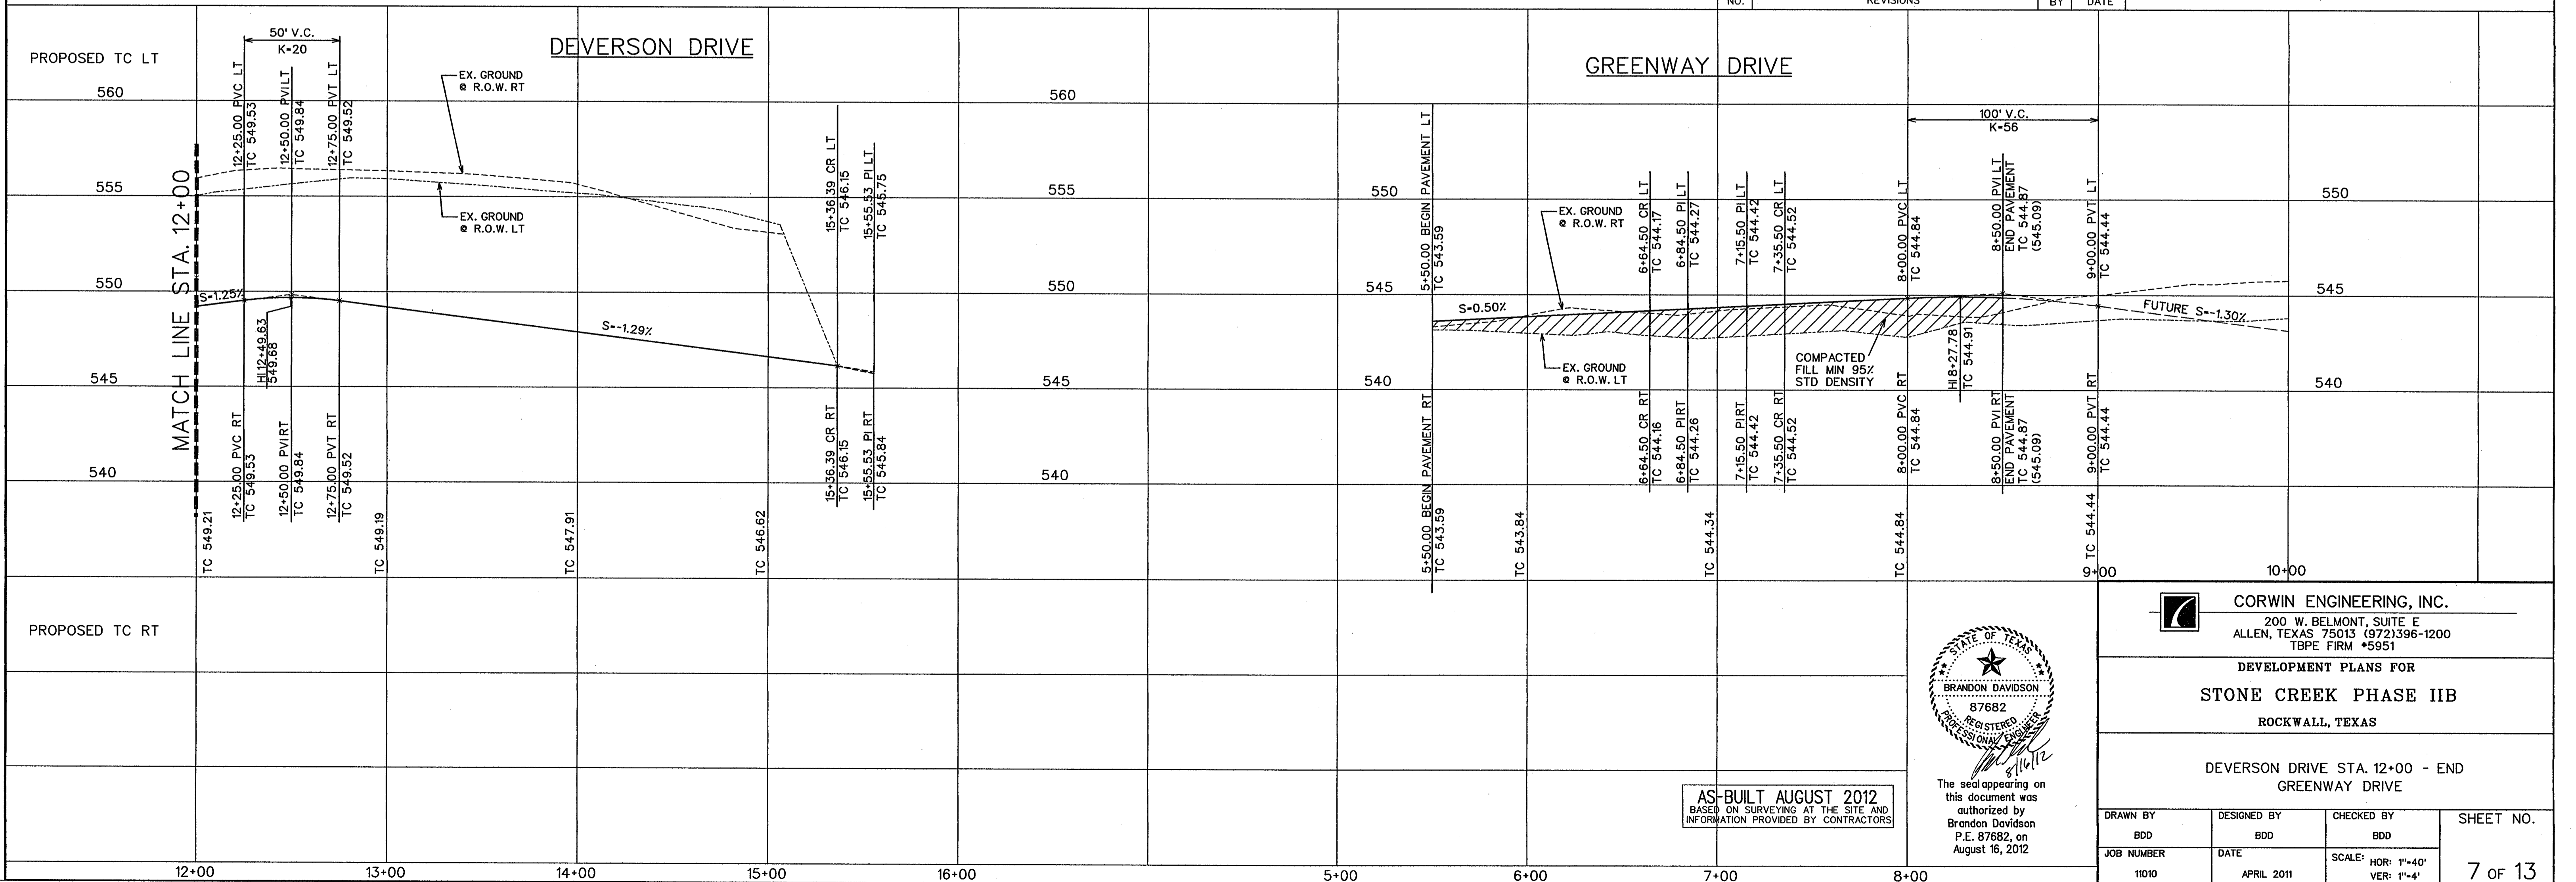 NO.
REVISIONS
BY
DATE
PROPOSED TC LT
50' V.C.
K=20
DEVERSON DRIVE
GREENWAY DRIVE
EX. GROUND
@ R.O.W. RT
EX. GROUND
@ R.O.W. LT
560
560
555
555
550
550
545
545
540
540
MATCH LINE STA. 12+00
12+25.00 PVC LT
TC 549.53
12+50.00 PVI LT
TC 549.84
12+75.00 PVT LT
TC 549.52
15+36.39 CR LT
TC 546.15
15+55.53 PI LT
TC 545.75
S=1.25%
HI 12+49.63
549.68
S=-1.29%
12+25.00 PVC RT
TC 549.53
12+50.00 PVI RT
TC 549.84
12+75.00 PVT RT
TC 549.52
15+36.39 CR RT
TC 546.15
15+55.53 PI RT
TC 545.84
TC 549.21
TC 549.19
TC 547.91
TC 546.62
100' V.C.
K=56
550
550
545
545
540
540
5+50.00 BEGIN PAVEMENT LT
TC 543.59
EX. GROUND
@ R.O.W. RT
EX. GROUND
@ R.O.W. LT
6+64.50 CR LT
TC 544.17
6+84.50 PI LT
TC 544.27
7+15.50 PI LT
TC 544.42
7+35.50 CR LT
TC 544.52
8+00.00 PVC LT
TC 544.84
8+50.00 PVI LT
END PAVEMENT
TC 544.87
(545.09)
9+00.00 PVT LT
TC 544.44
S=0.50%
FUTURE S=-1.30%
COMPACTED
FILL MIN 95%
STD DENSITY
HI 8+27.78
TC 544.91
5+50.00 BEGIN PAVEMENT RT
TC 543.59
6+64.50 CR RT
TC 544.16
6+84.50 PI RT
TC 544.26
7+15.50 PI RT
TC 544.42
7+35.50 CR RT
TC 544.52
8+00.00 PVC RT
TC 544.84
8+50.00 PVI RT
END PAVEMENT
TC 544.87
(545.09)
9+00.00 PVT RT
TC 544.44
TC 543.84
TC 544.34
TC 544.84
TC 544.44
9+00
10+00
PROPOSED TC RT
STATE OF TEXAS
BRANDON DAVIDSON
87682
REGISTERED
PROFESSIONAL ENGINEER
8/16/12
The seal appearing on
this document was
authorized by
Brandon Davidson
P.E. 87682, on
August 16, 2012
AS-BUILT AUGUST 2012
BASED ON SURVEYING AT THE SITE AND
INFORMATION PROVIDED BY CONTRACTORS
CORWIN ENGINEERING, INC.
200 W. BELMONT, SUITE E
ALLEN, TEXAS 75013 (972)396-1200
TBPE FIRM #5951
DEVELOPMENT PLANS FOR
STONE CREEK PHASE IIB
ROCKWALL, TEXAS
DEVERSON DRIVE STA. 12+00 - END
GREENWAY DRIVE
DRAWN BY
BDD
DESIGNED BY
BDD
CHECKED BY
BDD
SHEET NO.
JOB NUMBER
11010
DATE
APRIL 2011
SCALE: HOR: 1"=40'
VER: 1"=4'
7 OF 13
12+00
13+00
14+00
15+00
16+00
5+00
6+00
7+00
8+00